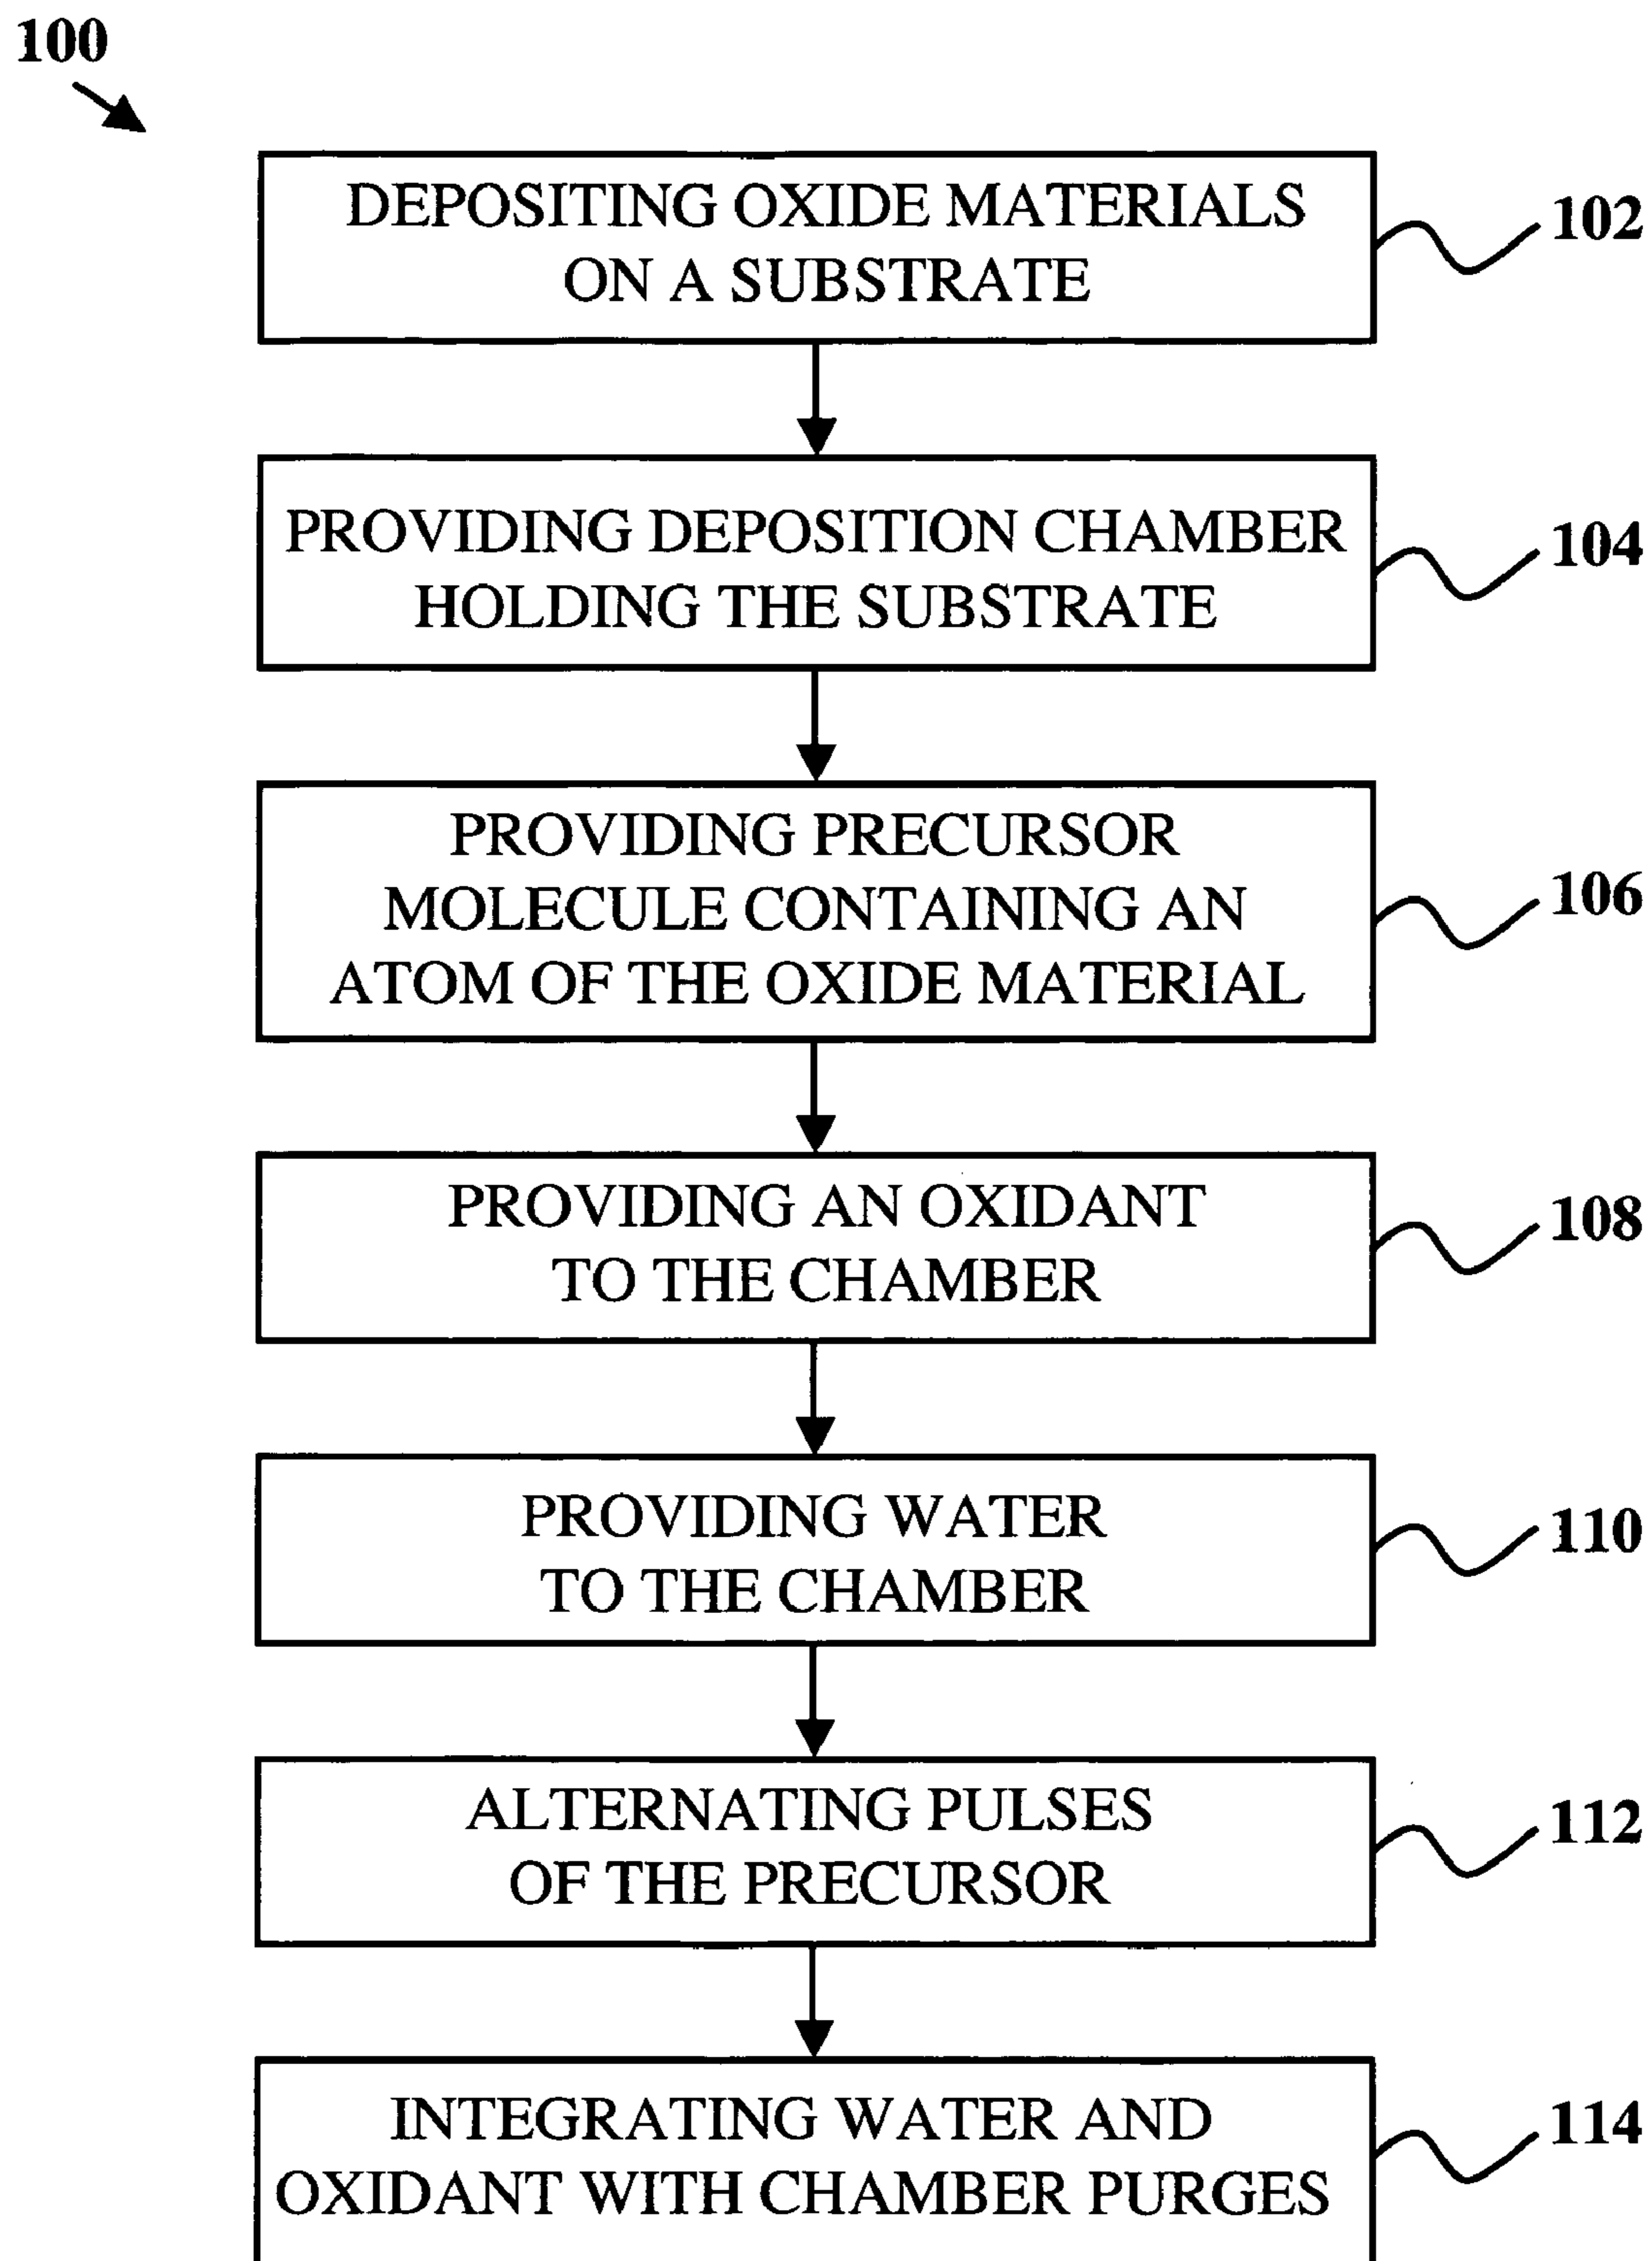 100
DEPOSITING OXIDE MATERIALS
ON A SUBSTRATE
102
PROVIDING DEPOSITION CHAMBER
HOLDING THE SUBSTRATE
104
PROVIDING PRECURSOR
MOLECULE CONTAINING AN
ATOM OF THE OXIDE MATERIAL
106
PROVIDING AN OXIDANT
TO THE CHAMBER
108
PROVIDING WATER
TO THE CHAMBER
110
ALTERNATING PULSES
OF THE PRECURSOR
112
INTEGRATING WATER AND
OXIDANT WITH CHAMBER PURGES
114